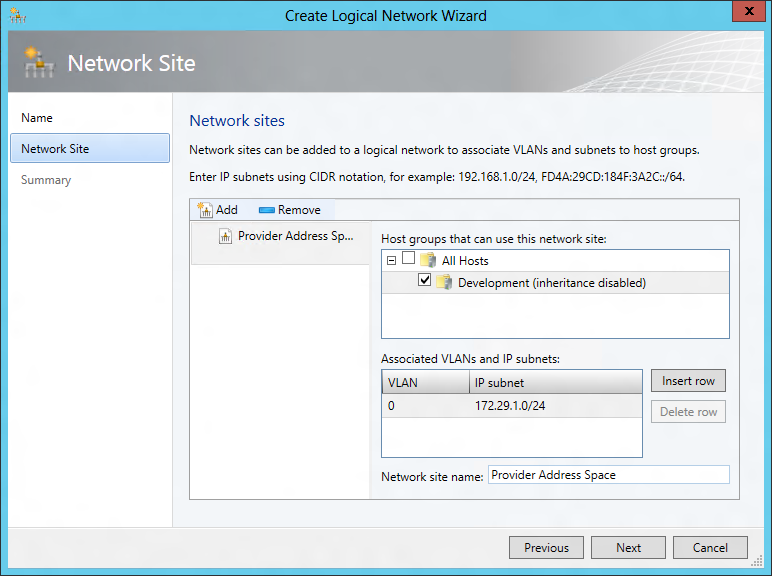 Create Logical Network Wizard
Network Site
Name
Network Site
Summary
Network sites
Network sites can be added to a logical network to associate VLANs and subnets to host groups.
Enter IP subnets using CIDR notation, for example: 192.168.1.0/24, FD4A:29CD:184F:3A2C::/64.
Add Remove
Provider Address Sp...
Host groups that can use this network site:
All Hosts
Development (inheritance disabled)
Associated VLANs and IP subnets:
VLAN IP subnet
0 172.29.1.0/24
Insert row
Delete row
Network site name: Provider Address Space
Previous Next Cancel